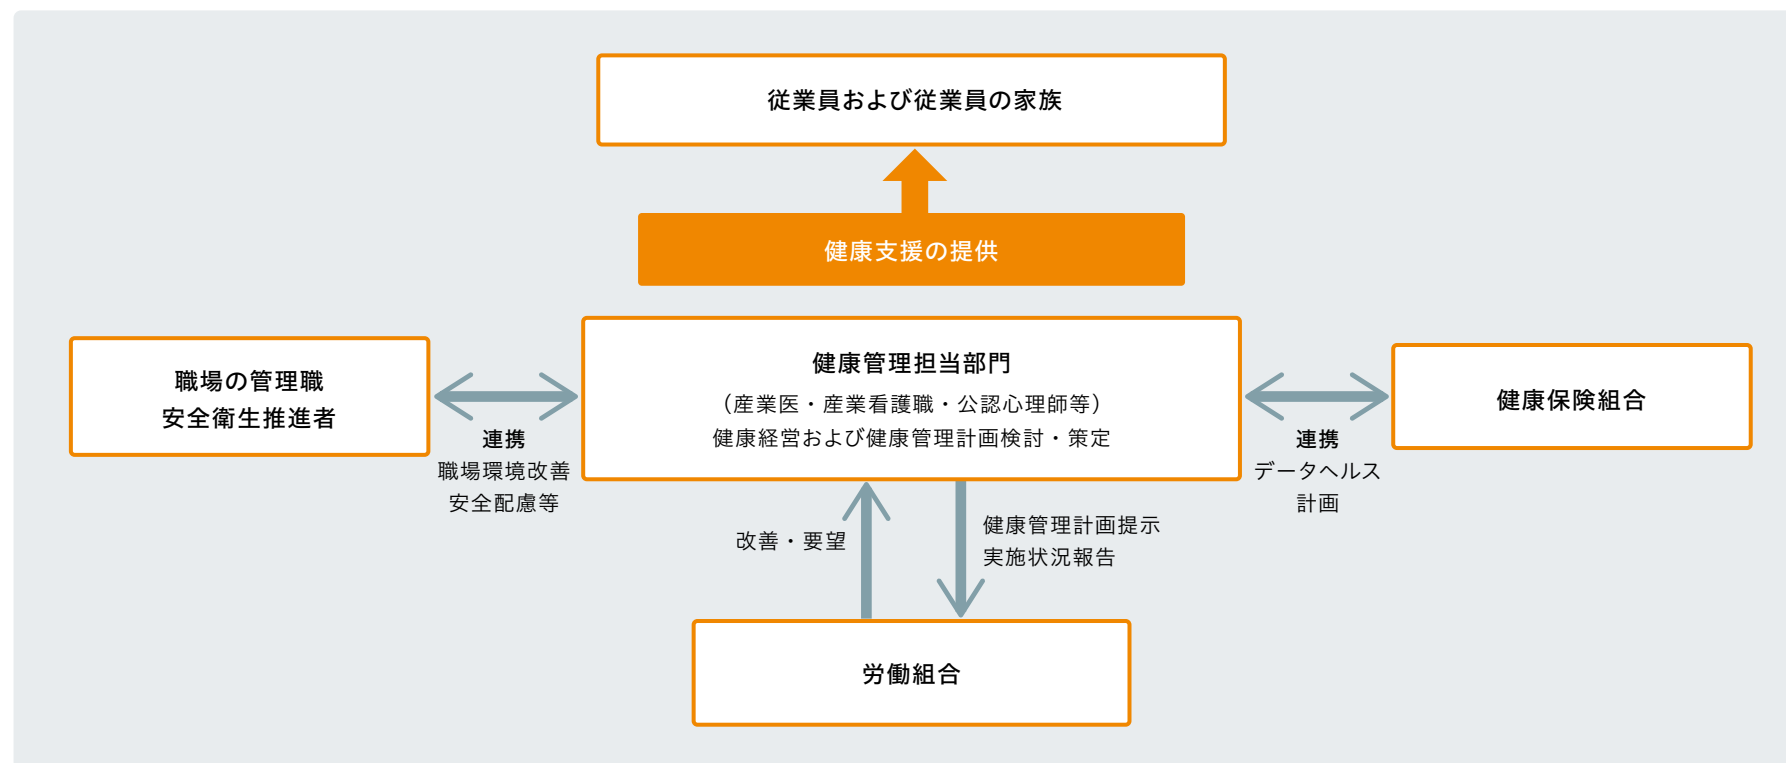 従業員および従業員の家族
健康支援の提供
職場の管理職
安全衛生推進者
連携
職場環境改善
安全配慮等
健康管理担当部門
（産業医・産業看護職・公認心理師等）
健康経営および健康管理計画検討・策定
連携
データヘルス
計画
健康保険組合
改善・要望
健康管理計画提示
実施状況報告
労働組合